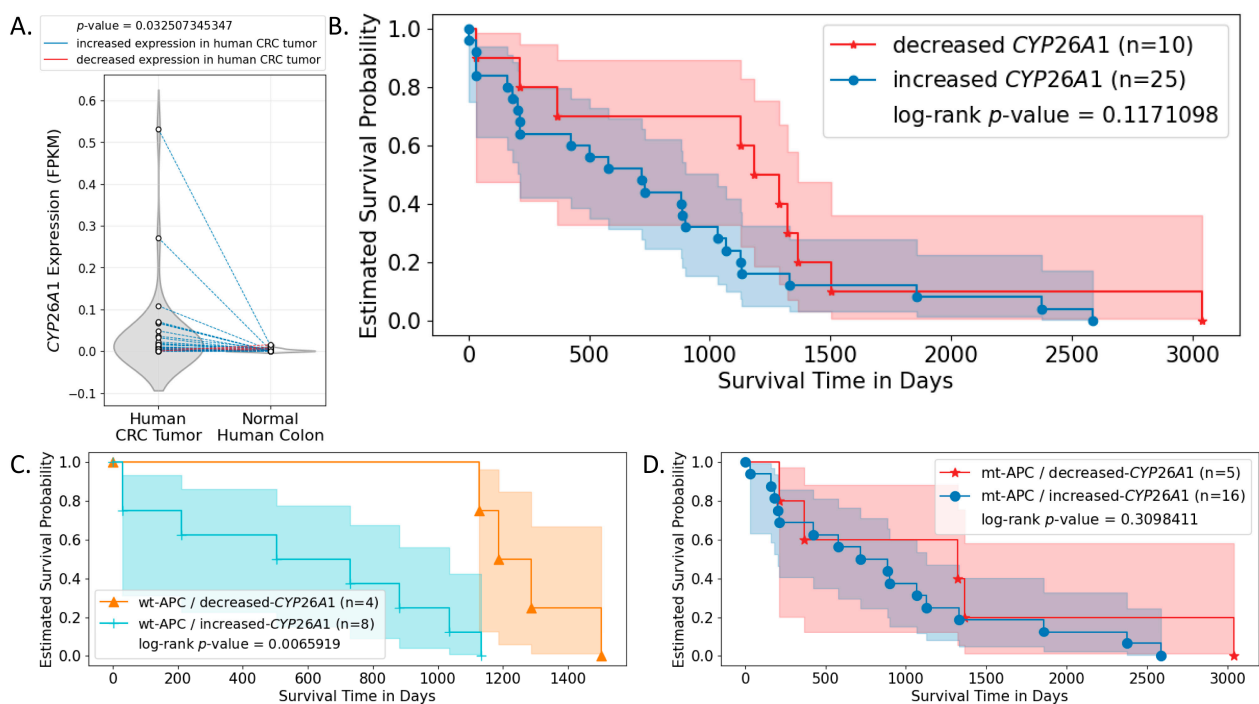 A.
p-value = 0.032507345347
increased expression in human CRC tumor
decreased expression in human CRC tumor
CYP26A1 Expression (FPKM)
0.6
0.5
0.4
0.3
0.2
0.1
0.0
−0.1
Human
CRC Tumor
Normal
Human Colon
B.
Estimated Survival Probability
1.0
0.8
0.6
0.4
0.2
0.0
decreased CYP26A1 (n=10)
increased CYP26A1 (n=25)
log-rank p-value = 0.1171098
0 500 1000 1500 2000 2500 3000
Survival Time in Days
C.
Estimated Survival Probability
1.0
0.8
0.6
0.4
0.2
0.0
wt-APC / decreased-CYP26A1 (n=4)
wt-APC / increased-CYP26A1 (n=8)
log-rank p-value = 0.0065919
0 200 400 600 800 1000 1200 1400
Survival Time in Days
D.
Estimated Survival Probability
1.0
0.8
0.6
0.4
0.2
0.0
mt-APC / decreased-CYP26A1 (n=5)
mt-APC / increased-CYP26A1 (n=16)
log-rank p-value = 0.3098411
0 500 1000 1500 2000 2500 3000
Survival Time in Days